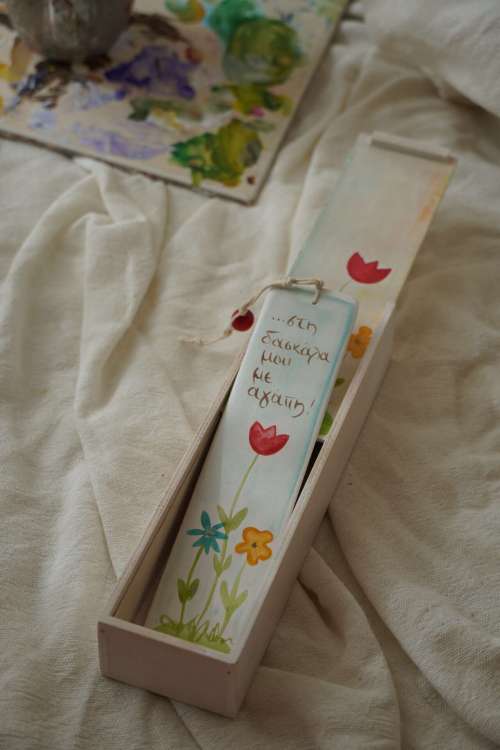 ...στη
δασκάλα
μου
με
αγάπη!